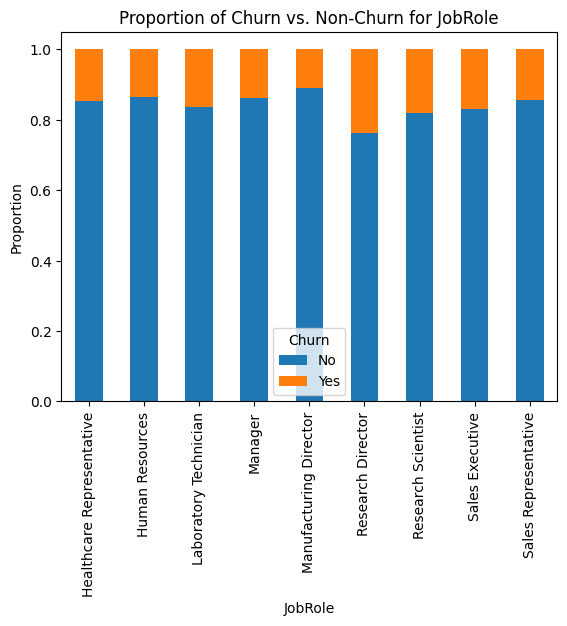 Proportion of Churn vs. Non-Churn for JobRole
Proportion
1.0
0.8
0.6
0.4
0.2
0.0
Churn
No
Yes
Healthcare Representative
Human Resources
Laboratory Technician
Manager
Manufacturing Director
Research Director
Research Scientist
Sales Executive
Sales Representative
JobRole